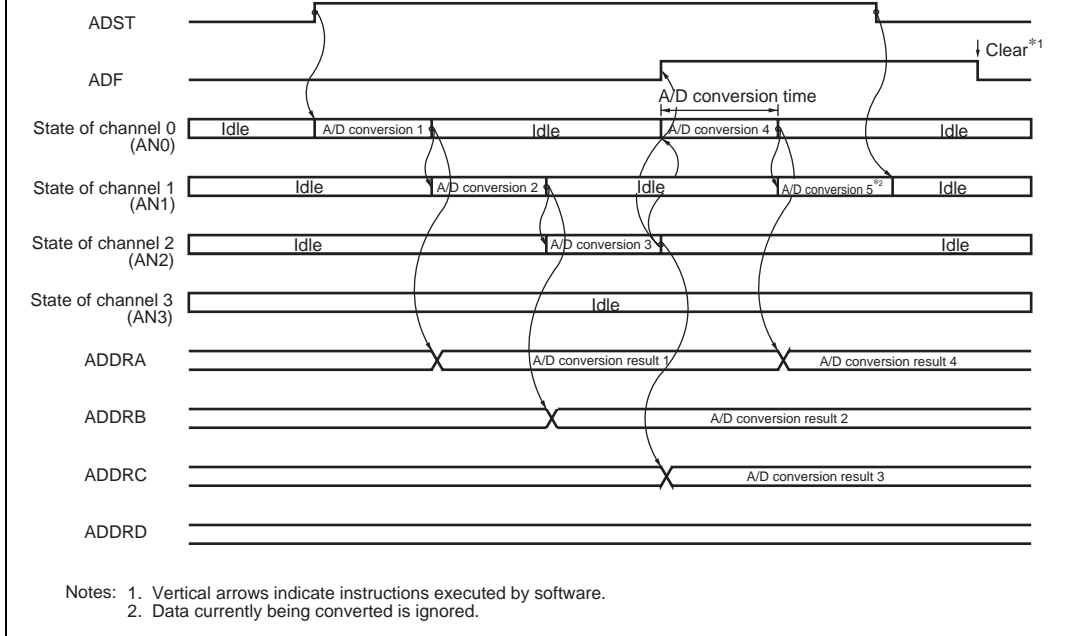 ADST
Clear*1
ADF
A/D conversion time
State of channel 0
(AN0)
Idle
A/D conversion 1
Idle
A/D conversion 4
Idle
State of channel 1
(AN1)
Idle
A/D conversion 2
Idle
A/D conversion 5*2
Idle
State of channel 2
(AN2)
Idle
A/D conversion 3
Idle
State of channel 3
(AN3)
Idle
ADDRA
A/D conversion result 1
A/D conversion result 4
ADDRB
A/D conversion result 2
ADDRC
A/D conversion result 3
ADDRD
Notes: 1. Vertical arrows indicate instructions executed by software.
2. Data currently being converted is ignored.